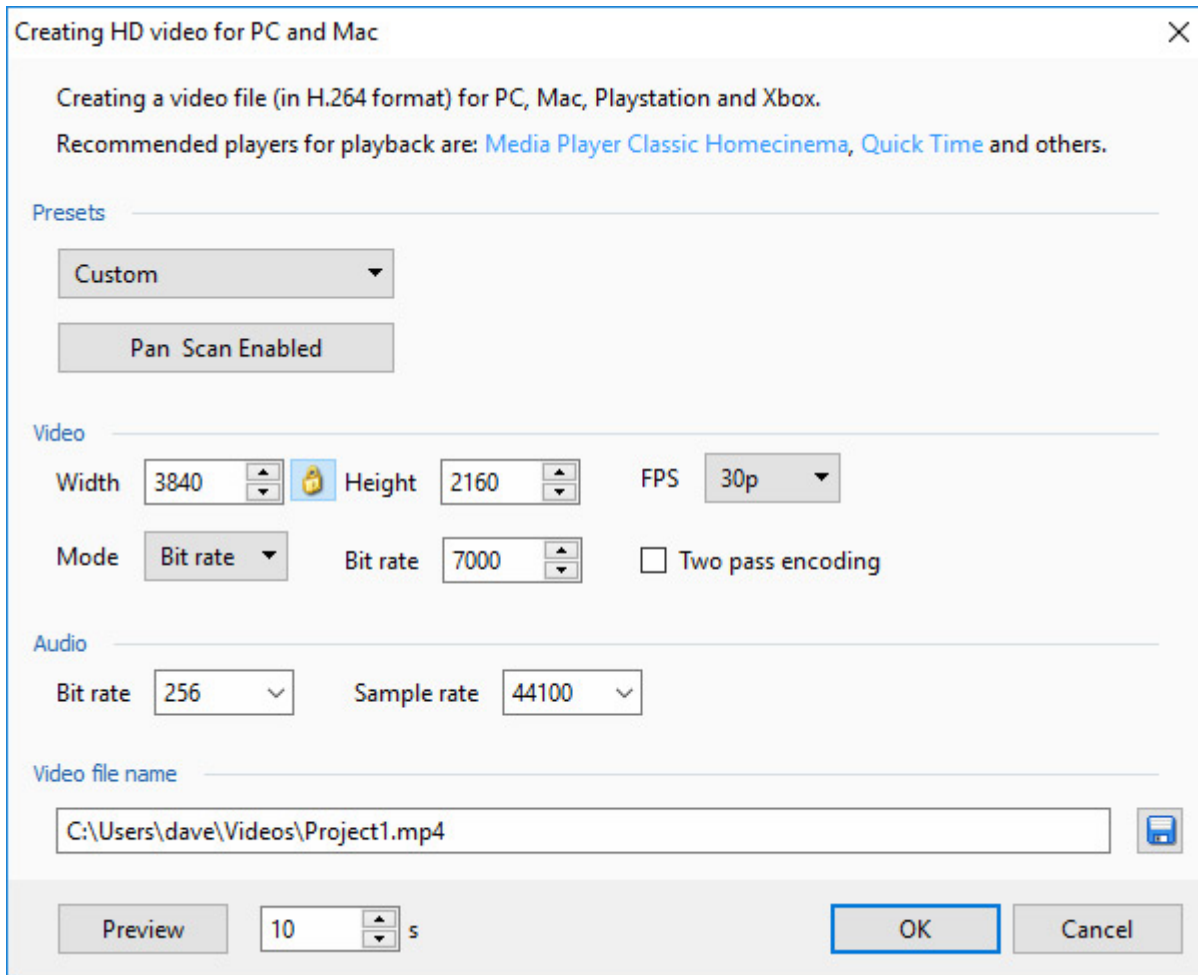 Creating HD video for PC and Mac
Creating a video file (in H.264 format) for PC, Mac, Playstation and Xbox.
Recommended players for playback are: Media Player Classic Homecinema, Quick Time and others.
Presets
Custom
Pan  Scan Enabled
Video
Width 3840 Height 2160 FPS 30p
Mode Bit rate Bit rate 7000 Two pass encoding
Audio
Bit rate 256 Sample rate 44100
Video file name
C:\Users\dave\Videos\Project1.mp4
Preview 10 s OK Cancel